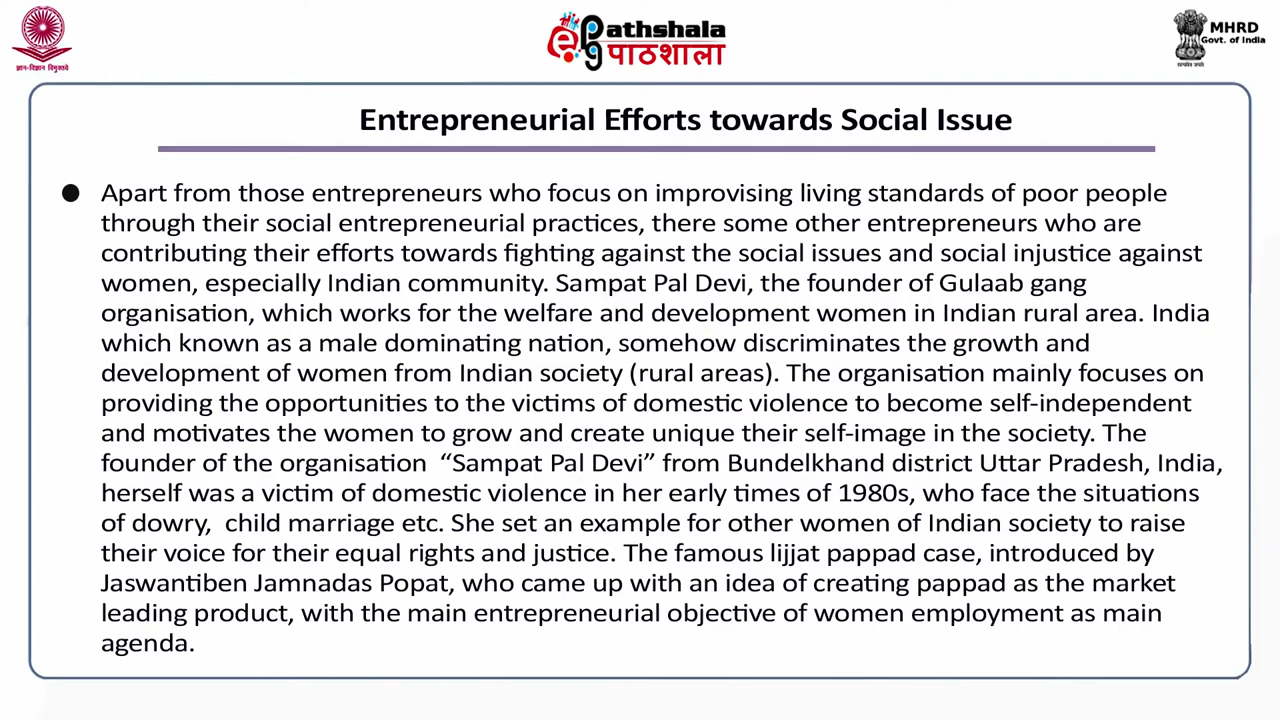 ज्ञान-विज्ञान विमुक्तये
Pathshala
पाठशाला
MHRD
Govt. of India
Entrepreneurial Efforts towards Social Issue
● Apart from those entrepreneurs who focus on improvising living standards of poor people
through their social entrepreneurial practices, there some other entrepreneurs who are
contributing their efforts towards fighting against the social issues and social injustice against
women, especially Indian community. Sampat Pal Devi, the founder of Gulaab gang
organisation, which works for the welfare and development women in Indian rural area. India
which known as a male dominating nation, somehow discriminates the growth and
development of women from Indian society (rural areas). The organisation mainly focuses on
providing the opportunities to the victims of domestic violence to become self-independent
and motivates the women to grow and create unique their self-image in the society. The
founder of the organisation “Sampat Pal Devi” from Bundelkhand district Uttar Pradesh, India,
herself was a victim of domestic violence in her early times of 1980s, who face the situations
of dowry, child marriage etc. She set an example for other women of Indian society to raise
their voice for their equal rights and justice. The famous lijjat pappad case, introduced by
Jaswantiben Jamnadas Popat, who came up with an idea of creating pappad as the market
leading product, with the main entrepreneurial objective of women employment as main
agenda.